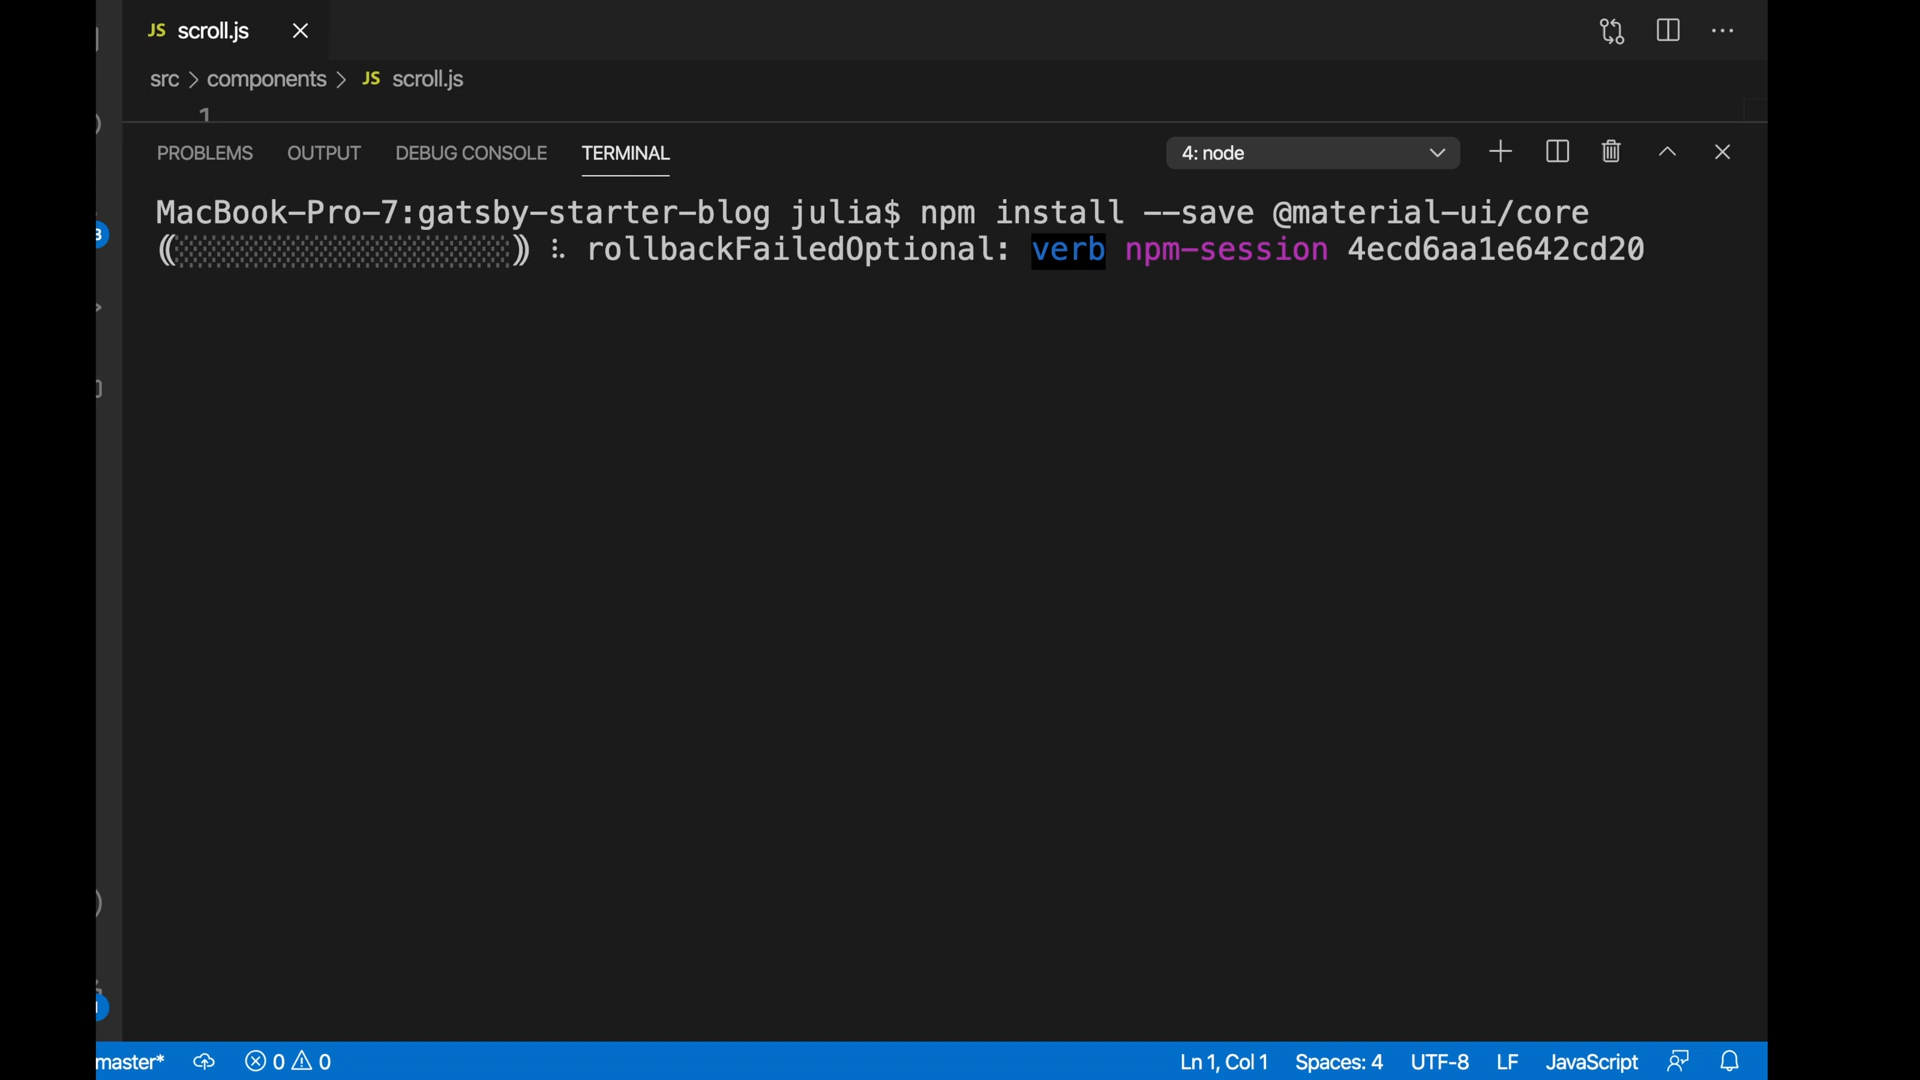 JS scroll.js
src > components > JS scroll.js
1
PROBLEMS OUTPUT DEBUG CONSOLE TERMINAL 4: node
MacBook-Pro-7:gatsby-starter-blog julia$ npm install --save @material-ui/core
(░░░░░░░░░░░░░░░░░░) ⠧ rollbackFailedOptional: verb npm-session 4ecd6aa1e642cd20
3
master* 0 0 Ln 1, Col 1 Spaces: 4 UTF-8 LF JavaScript